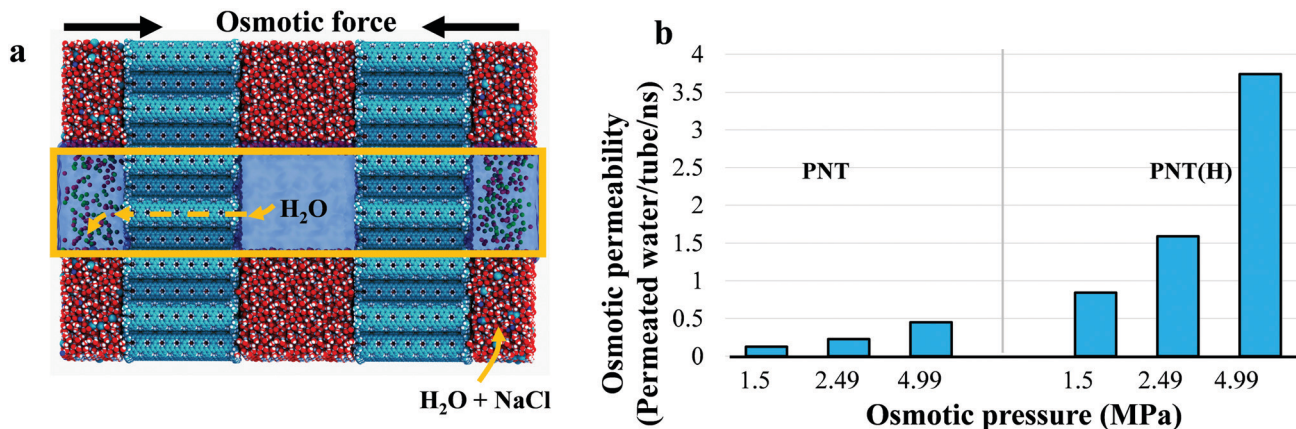 Osmotic force
a
H₂O
H₂O + NaCl
b
Osmotic permeability
(Permeated water/tube/ns)
4
3.5
3
2.5
2
1.5
1
0.5
0
PNT
PNT(H)
1.5 2.49 4.99 1.5 2.49 4.99
Osmotic pressure (MPa)